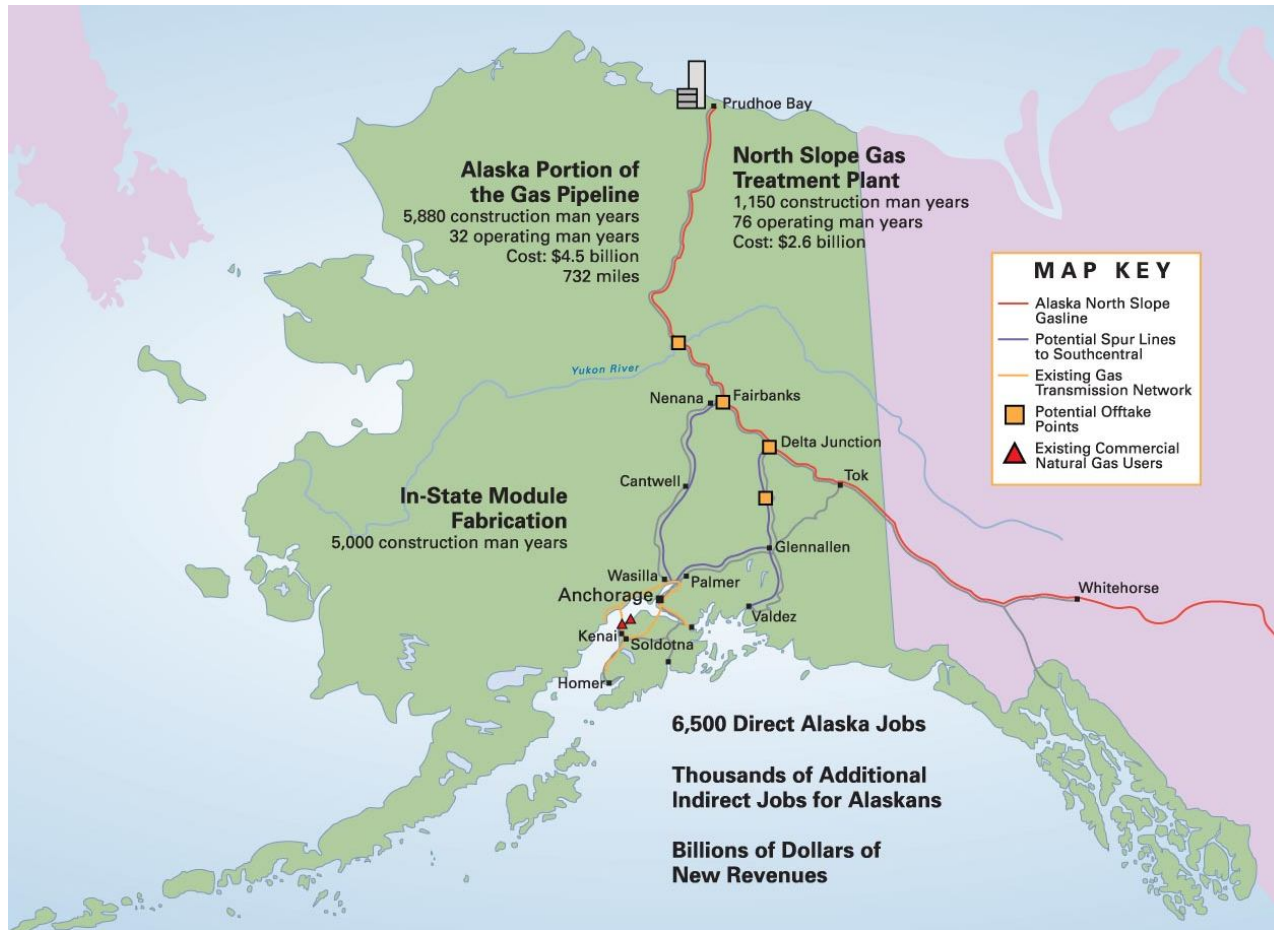 Prudhoe Bay
Alaska Portion of
the Gas Pipeline
5,880 construction man years
32 operating man years
Cost: $4.5 billion
732 miles
North Slope Gas
Treatment Plant
1,150 construction man years
76 operating man years
Cost: $2.6 billion
MAP KEY
Alaska North Slope
Gasline
Potential Spur Lines
to Southcentral
Existing Gas
Transmission Network
Potential Offtake
Points
Existing Commercial
Natural Gas Users
Yukon River
Nenana
Fairbanks
Delta Junction
Cantwell
Tok
In-State Module
Fabrication
5,000 construction man years
Glennallen
Wasilla
Palmer
Anchorage
Whitehorse
Valdez
Kenai
Soldotna
Homer
6,500 Direct Alaska Jobs
Thousands of Additional
Indirect Jobs for Alaskans
Billions of Dollars of
New Revenues